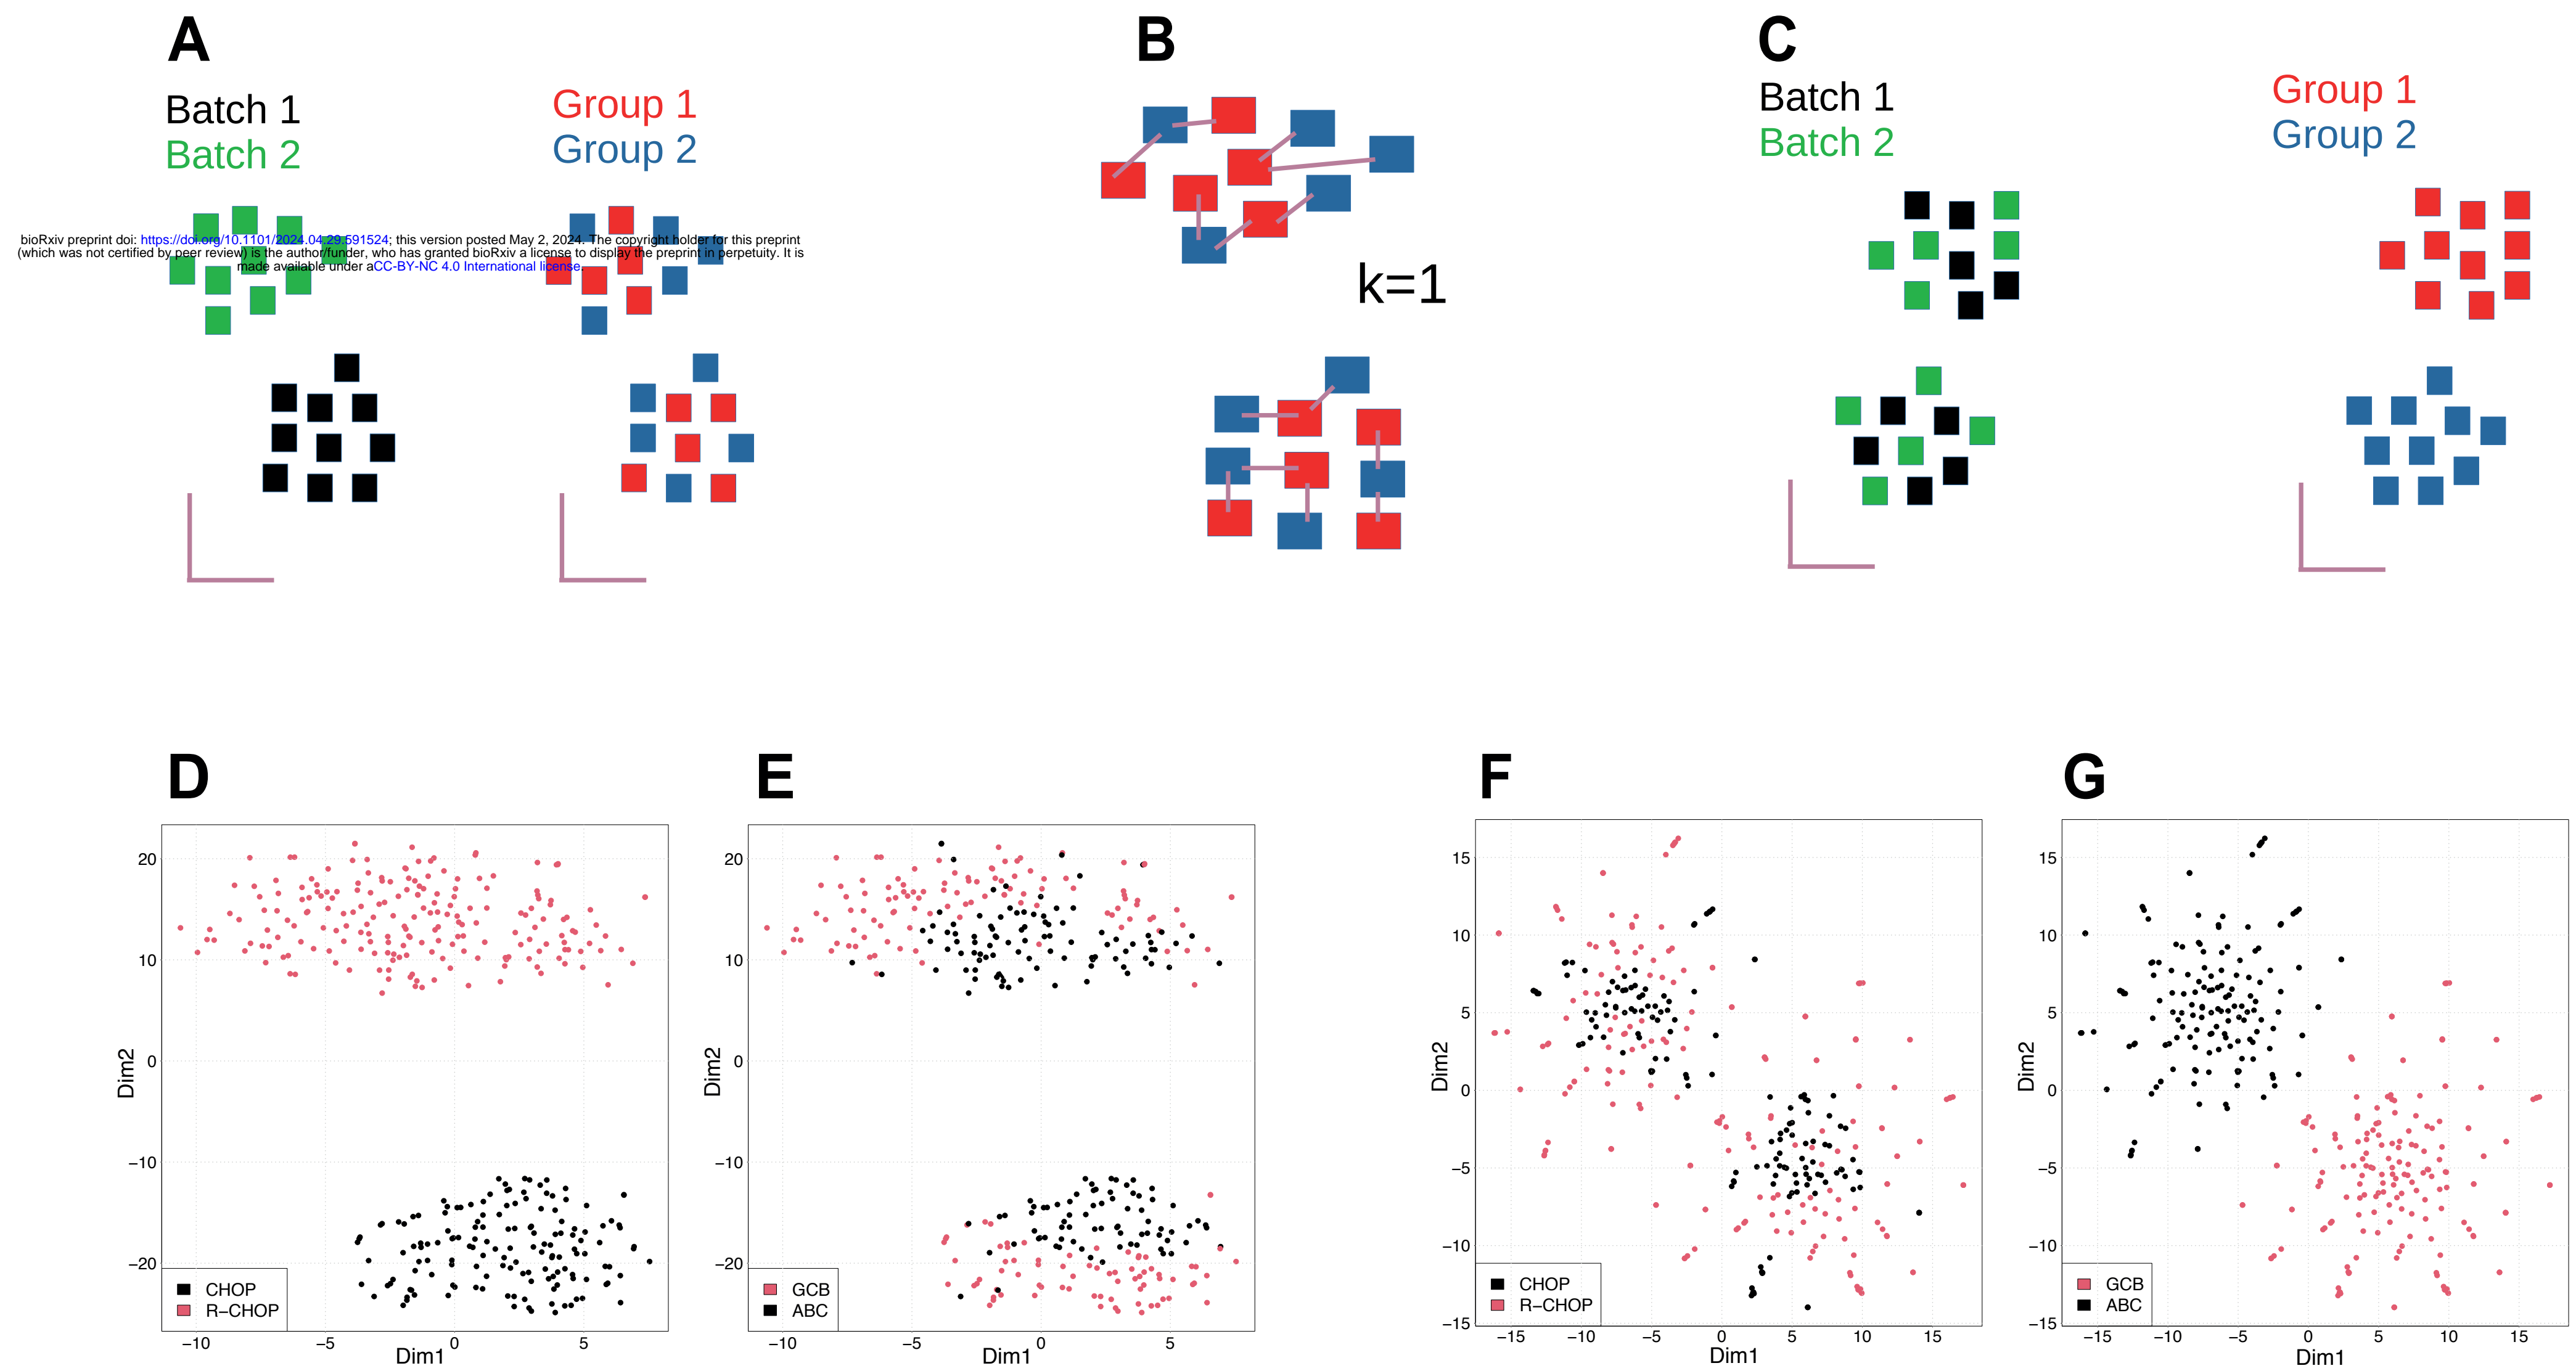 A
B
C
Batch 1
Batch 2
Group 1
Group 2
Batch 1
Batch 2
Group 1
Group 2
bioRxiv preprint doi: https://doi.org/10.1101/2024.04.29.591524; this version posted May 2, 2024. The copyright holder for this preprint
(which was not certified by peer review) is the author/funder, who has granted bioRxiv a license to display the preprint in perpetuity. It is
made available under aCC-BY-NC 4.0 International license.
k=1
D
E
F
G
20
10
0
−10
−20
Dim2
−10 −5 0 5
Dim1
CHOP
R−CHOP
20
10
0
−10
−20
Dim2
−10 −5 0 5
Dim1
GCB
ABC
15
10
5
0
−5
−10
−15
Dim2
−15 −10 −5 0 5 10 15
Dim1
CHOP
R−CHOP
15
10
5
0
−5
−10
−15
Dim2
−15 −10 −5 0 5 10 15
Dim1
GCB
ABC